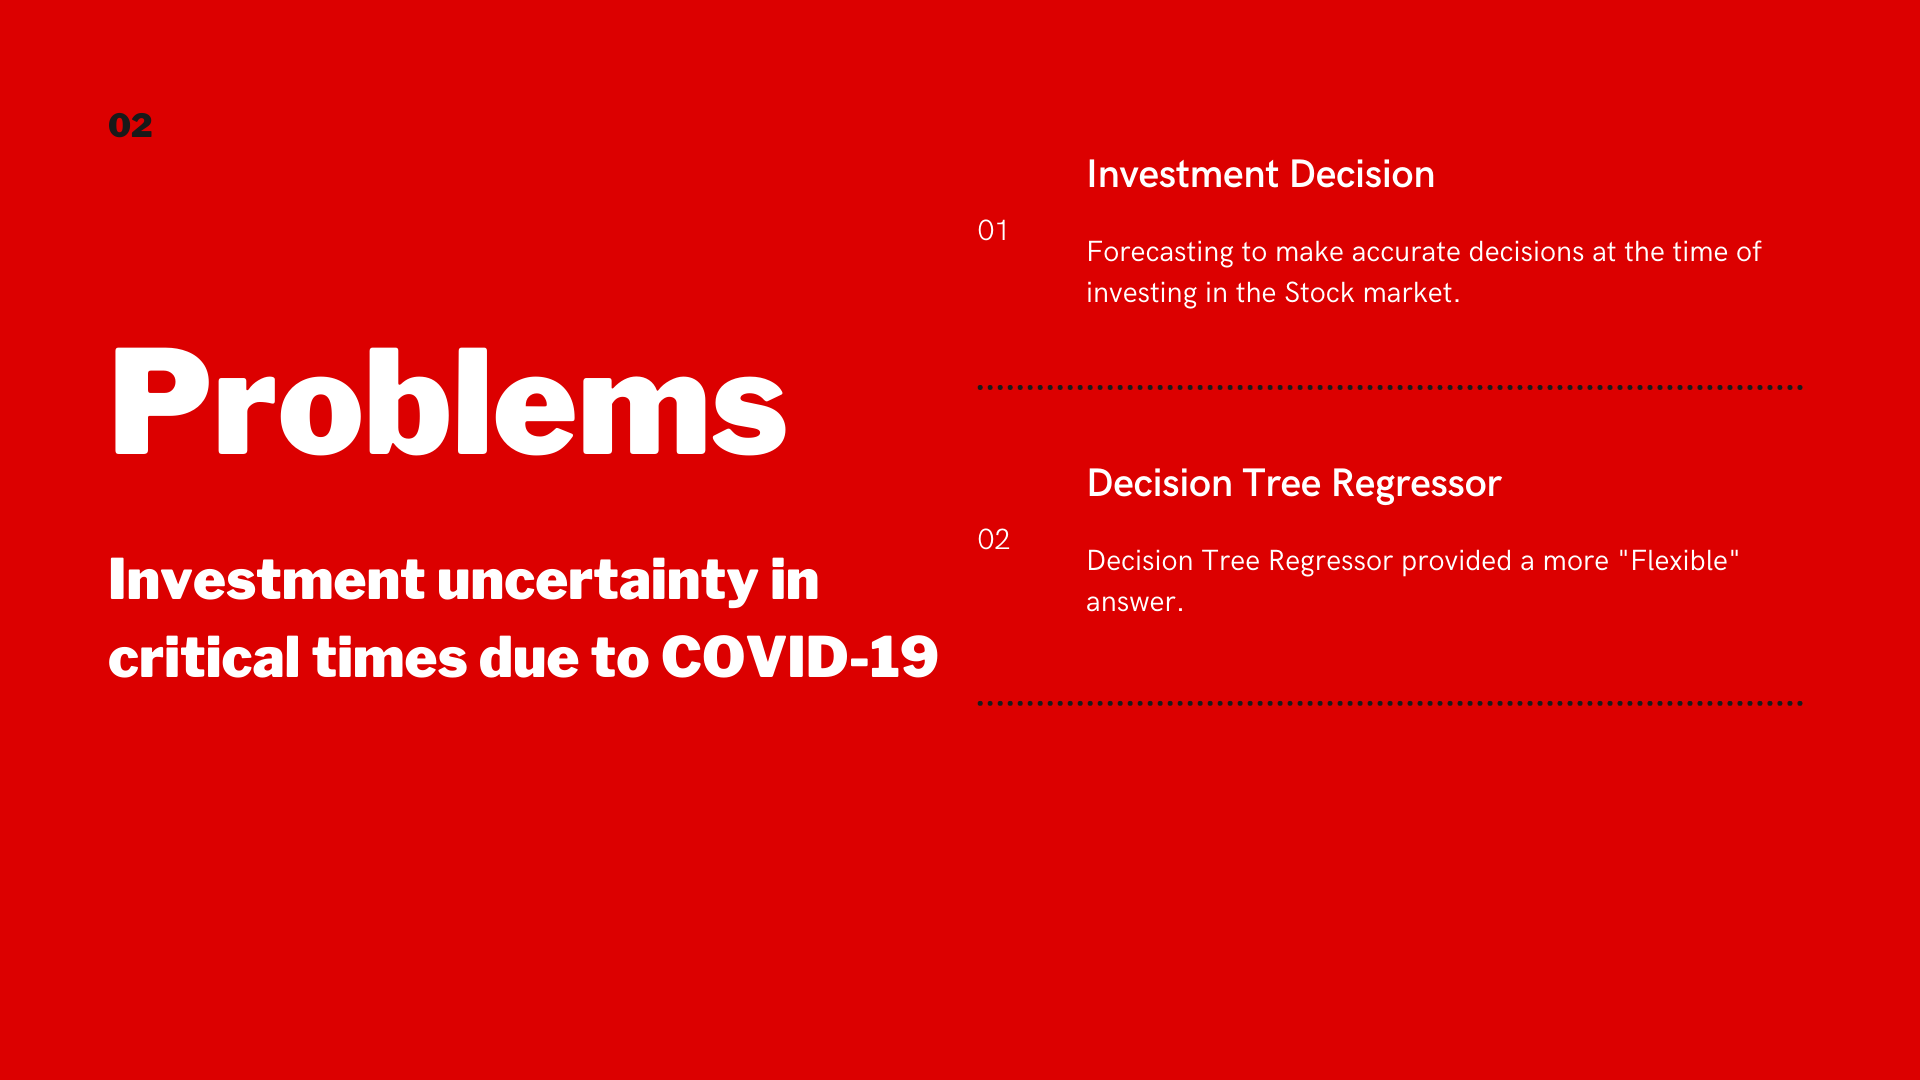 02
Problems
Investment uncertainty in
critical times due to COVID-19
01
Investment Decision
Forecasting to make accurate decisions at the time of
investing in the Stock market.
02
Decision Tree Regressor
Decision Tree Regressor provided a more "Flexible"
answer.